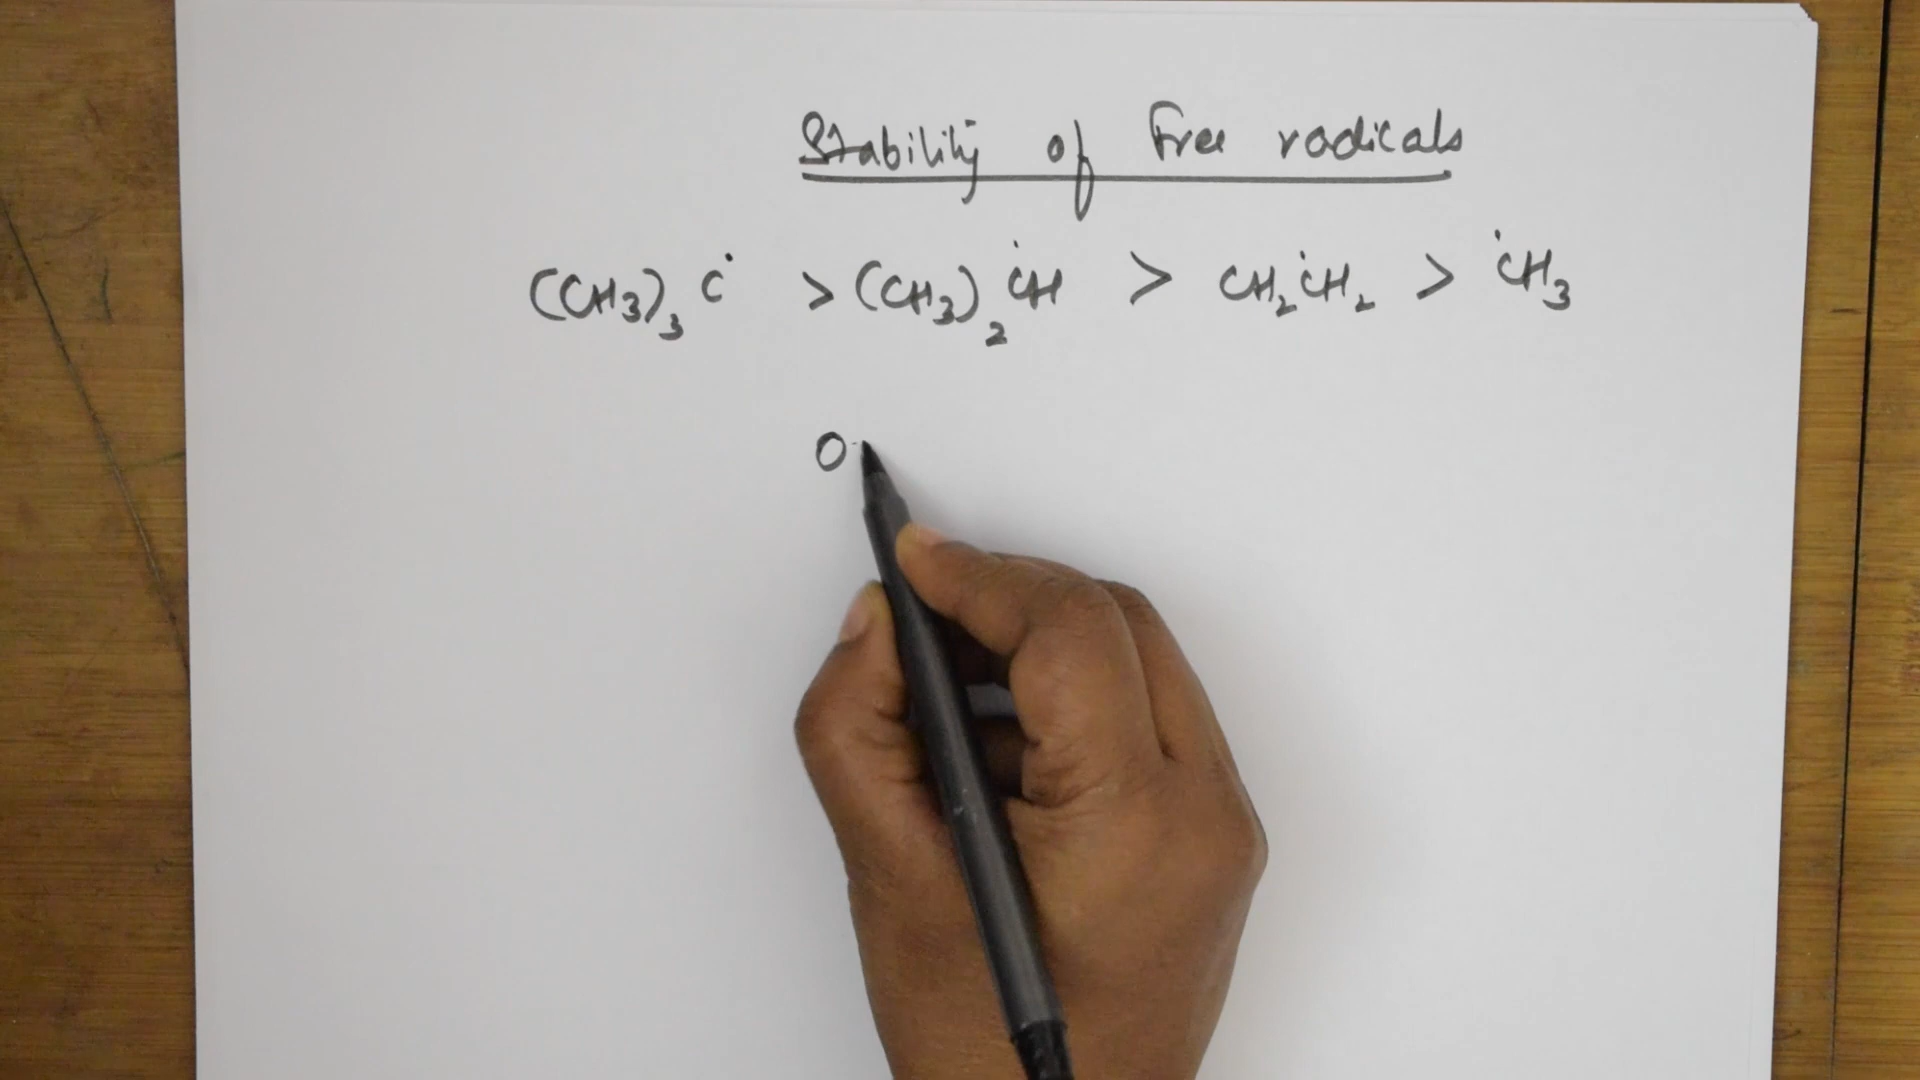 Stability of Free radicals
(CH₃)₃ Ċ > (CH₃)₂ ĊH > CH₂ĊH₂ > ĊH₃
O